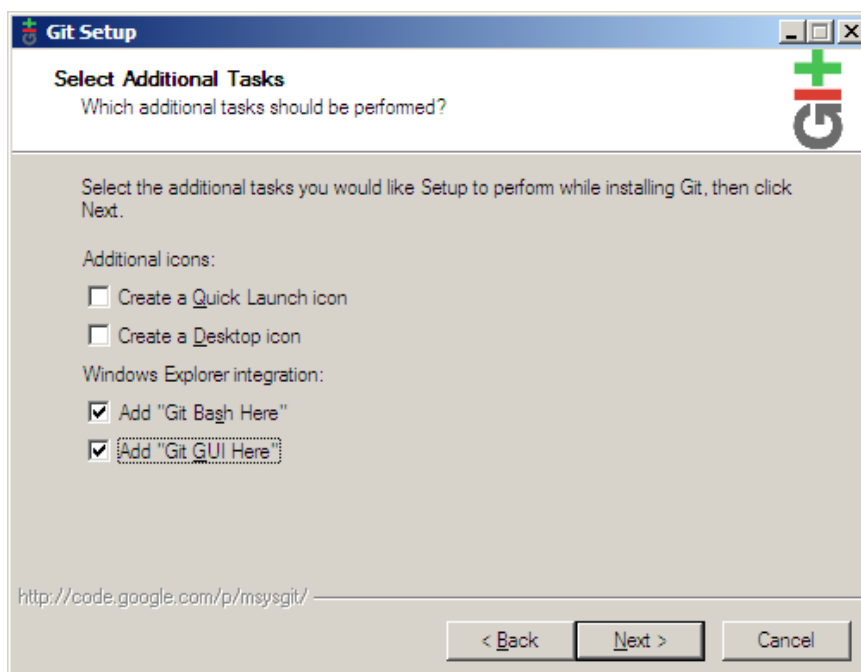 Git Setup
Select Additional Tasks
Which additional tasks should be performed?
GIT
Select the additional tasks you would like Setup to perform while installing Git, then click
Next.
Additional icons:
Create a Quick Launch icon
Create a Desktop icon
Windows Explorer integration:
Add "Git Bash Here"
Add "Git GUI Here"
http://code.google.com/p/msysgit/
< Back
Next >
Cancel